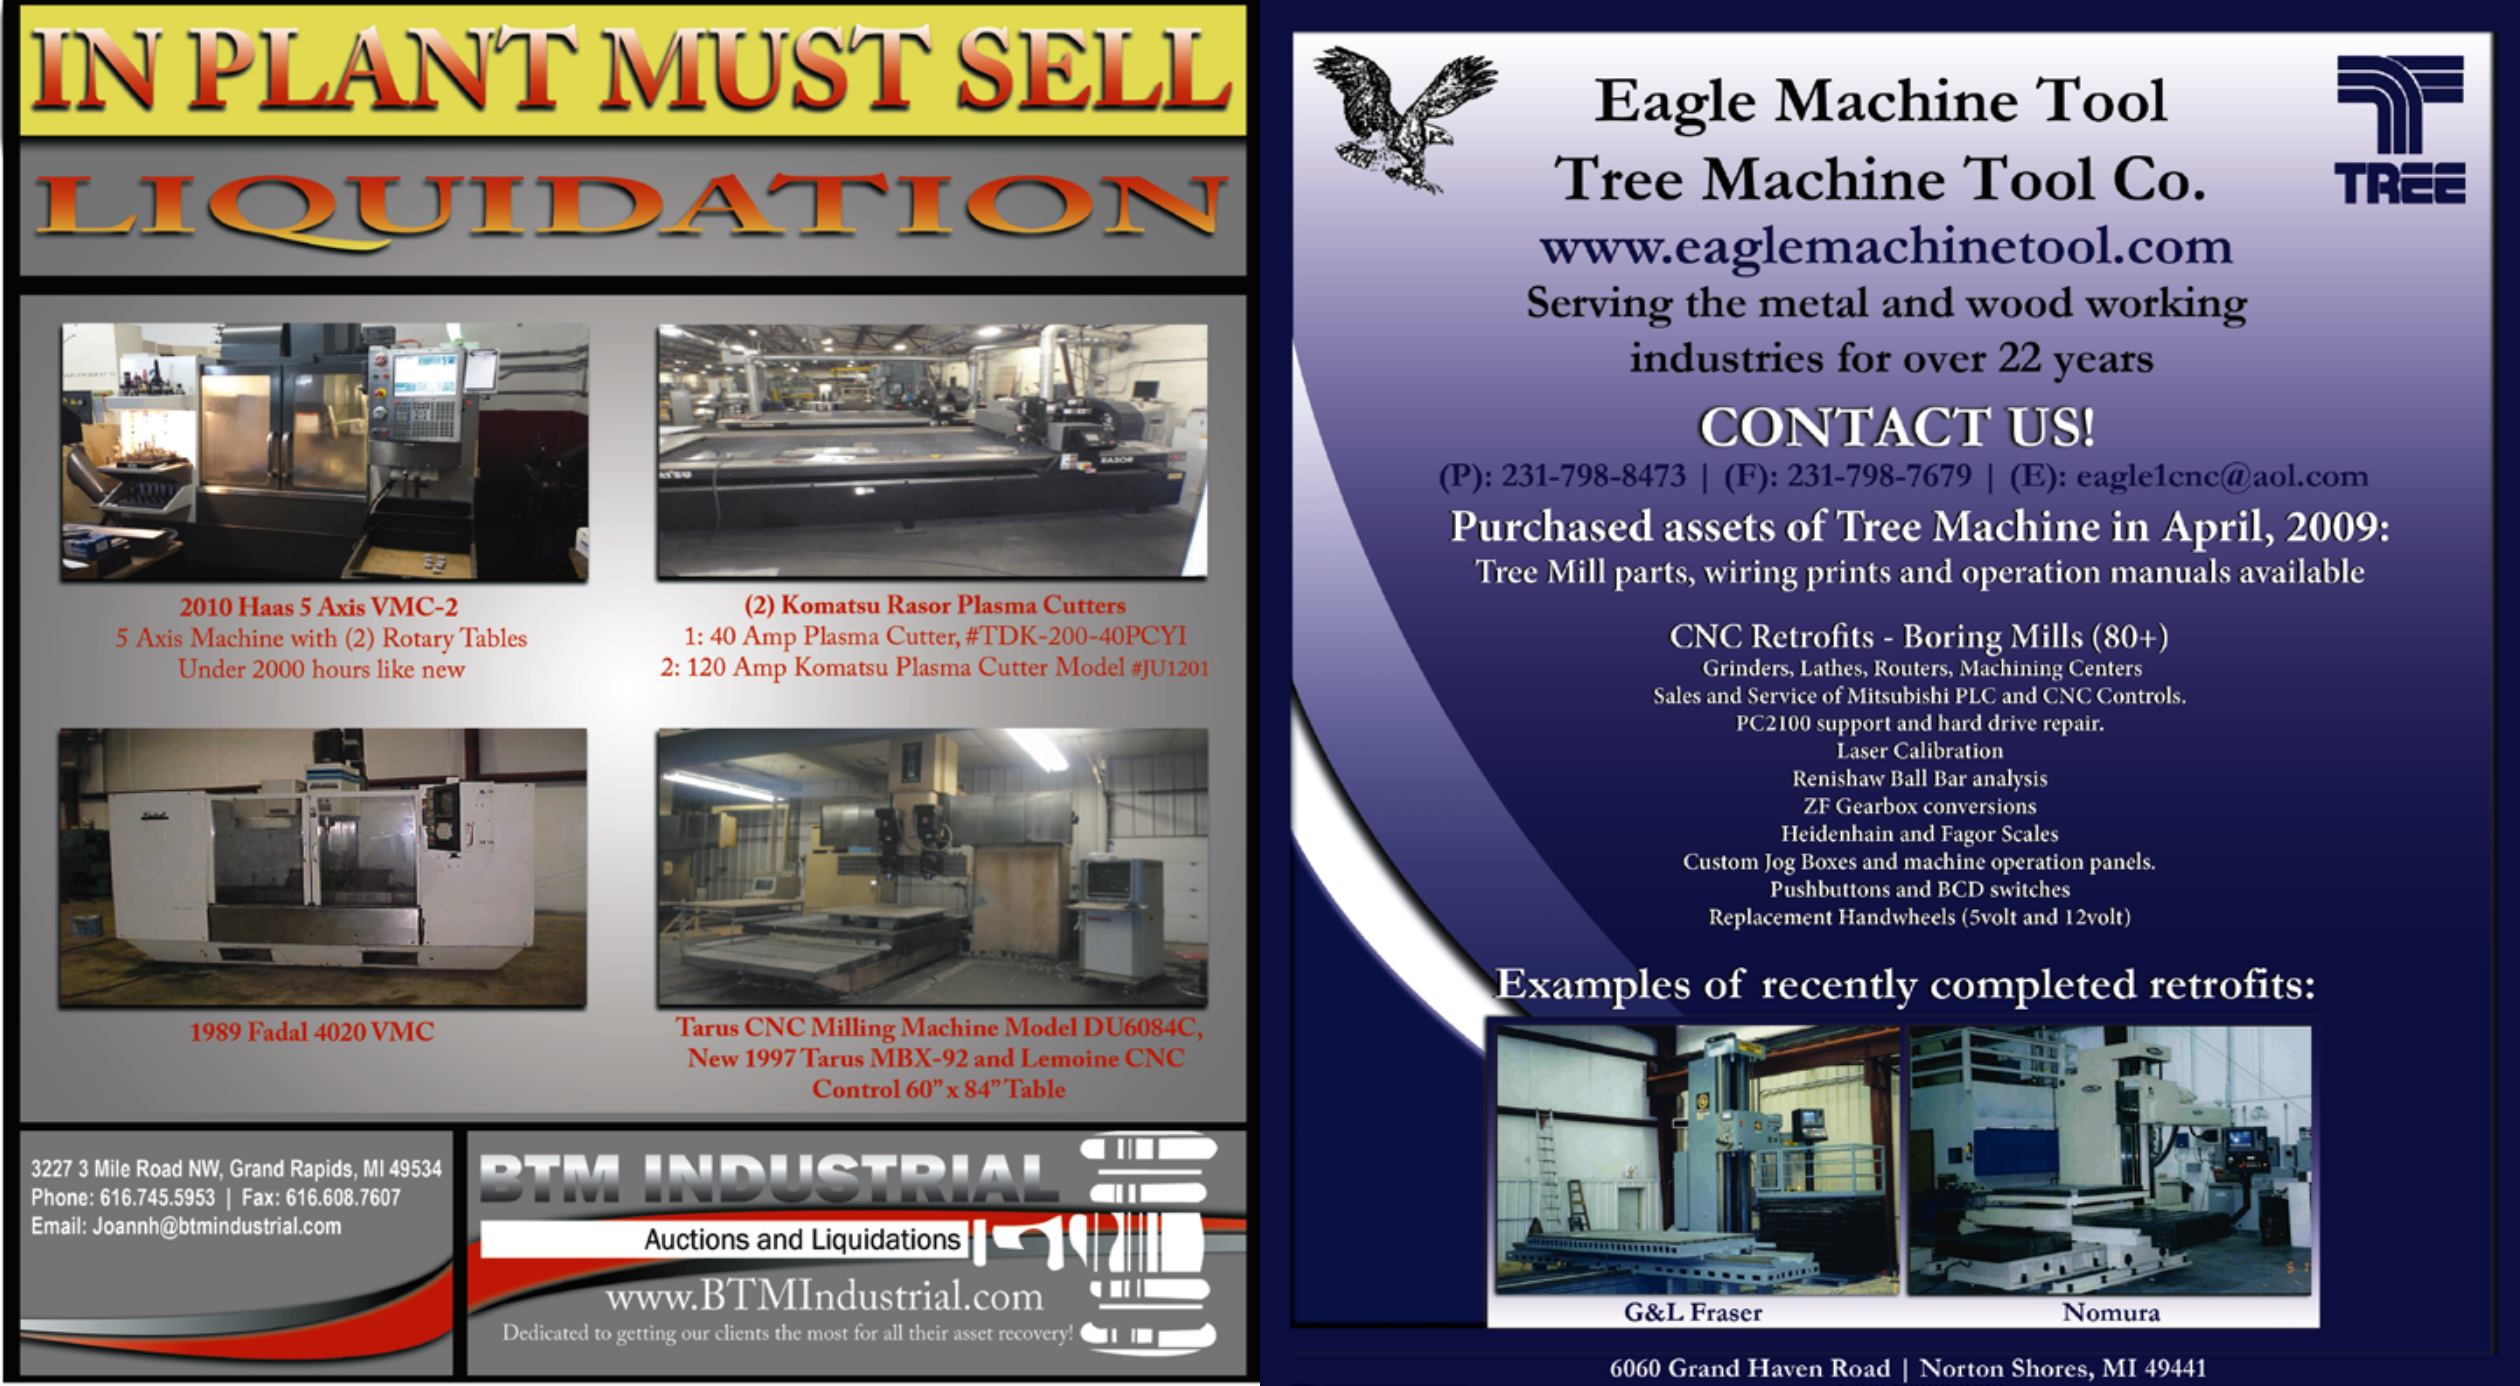 IN PLANT MUST SELL
LIQUIDATION
2010 Haas 5 Axis VMC-2
5 Axis Machine with (2) Rotary Tables
Under 2000 hours like new
RASOR
(2) Komatsu Rasor Plasma Cutters
1: 40 Amp Plasma Cutter, #TDK-200-40PCYI
2: 120 Amp Komatsu Plasma Cutter Model #JU1201
Fadal
1989 Fadal 4020 VMC
Tarus CNC Milling Machine Model DU6084C,
New 1997 Tarus MBX-92 and Lemoine CNC
Control 60” x 84” Table
3227 3 Mile Road NW, Grand Rapids, MI 49534
Phone: 616.745.5953 | Fax: 616.608.7607
Email: Joannh@btmindustrial.com
BTM INDUSTRIAL
Auctions and Liquidations
www.BTMIndustrial.com
Dedicated to getting our clients the most for all their asset recovery!
Eagle Machine Tool
Tree Machine Tool Co.
TREE
www.eaglemachinetool.com
Serving the metal and wood working
industries for over 22 years
CONTACT US!
(P): 231-798-8473 | (F): 231-798-7679 | (E): eagle1cnc@aol.com
Purchased assets of Tree Machine in April, 2009:
Tree Mill parts, wiring prints and operation manuals available
CNC Retrofits - Boring Mills (80+)
Grinders, Lathes, Routers, Machining Centers
Sales and Service of Mitsubishi PLC and CNC Controls.
PC2100 support and hard drive repair.
Laser Calibration
Renishaw Ball Bar analysis
ZF Gearbox conversions
Heidenhain and Fagor Scales
Custom Jog Boxes and machine operation panels.
Pushbuttons and BCD switches
Replacement Handwheels (5volt and 12volt)
Examples of recently completed retrofits:
G&L Fraser
Nomura
6060 Grand Haven Road | Norton Shores, MI 49441